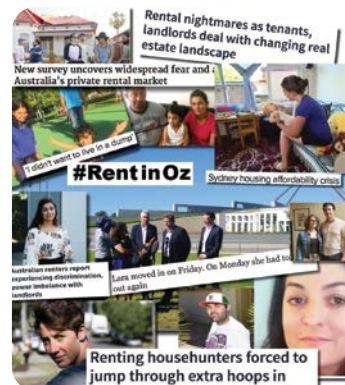 Rental nightmares as tenants,
landlords deal with changing real
estate landscape
New survey uncovers widespread fear and
Australia's private rental market
'I didn't want to live in a dump'
#RentinOz
Sydney housing affordability crisis
Australian renters report
experiencing discrimination,
power imbalance with
landlords
Lara moved in on Friday. On Monday she had to
out again
Renting househunters forced to
jump through extra hoops in